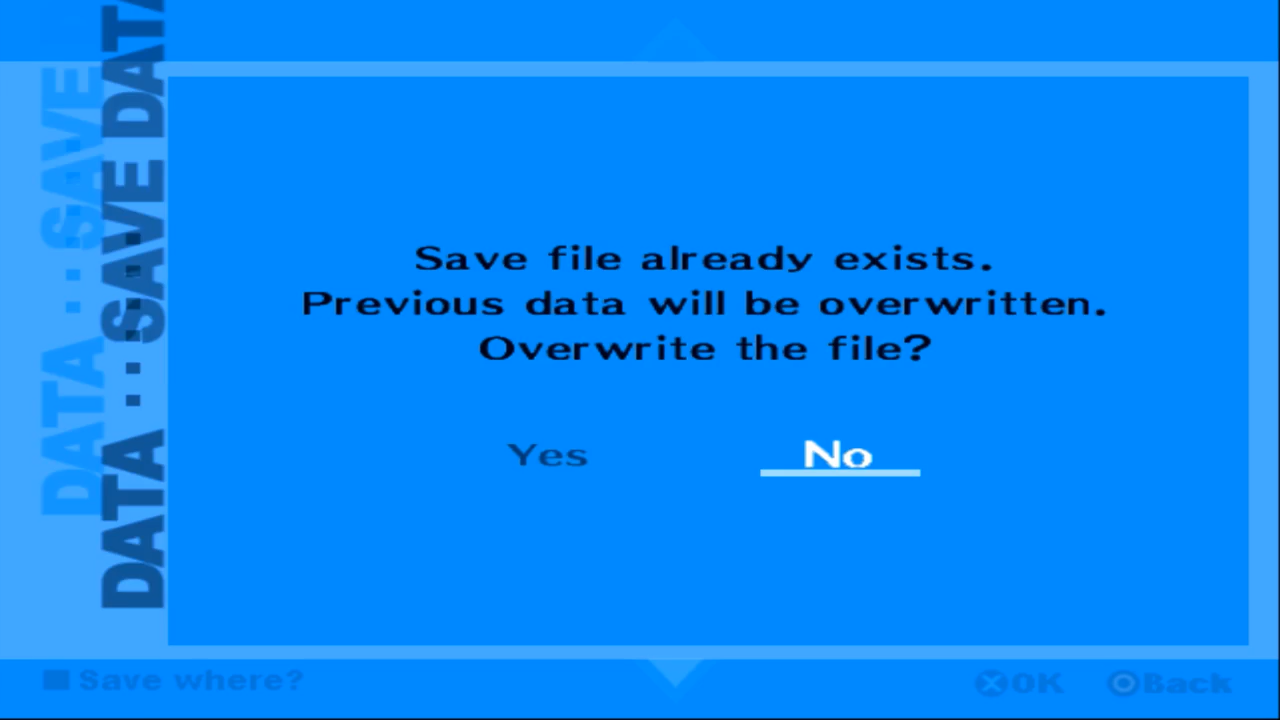 Save file already exists.
Previous data will be overwritten.
Overwrite the file?
Yes No
DATA : : SAVE
DATA : : SAVE DATA
Save where?
OK Back